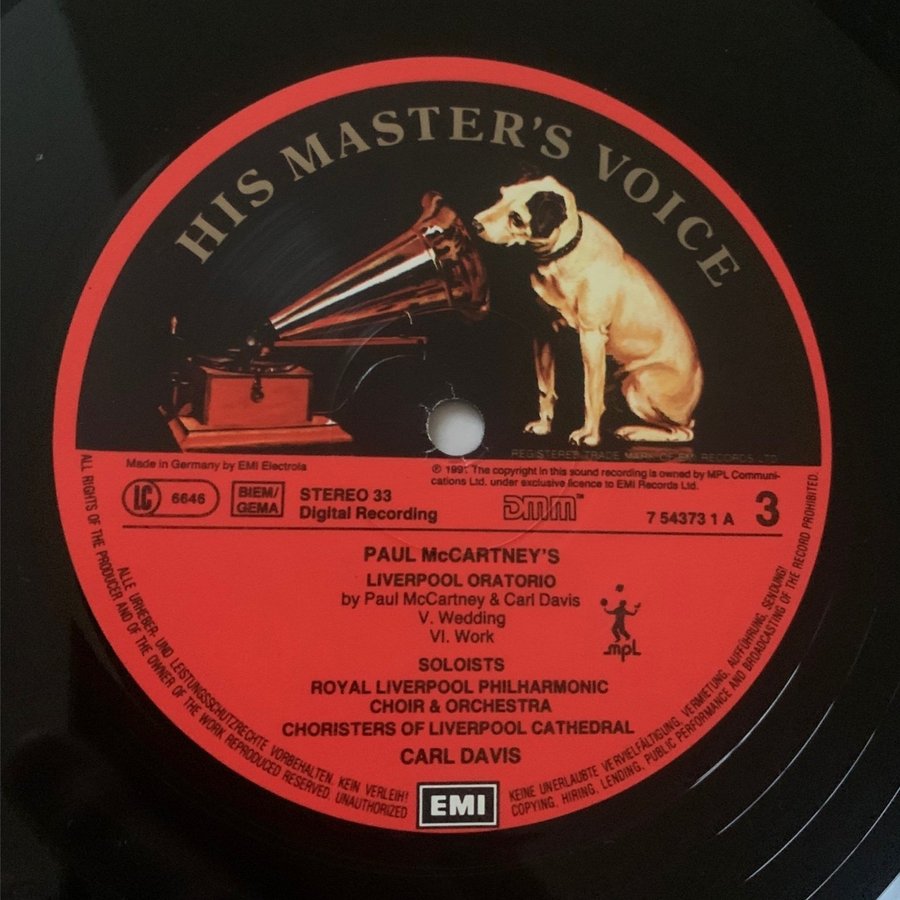 HIS MASTER'S VOICE
REGISTERED TRADE MARK OF EMI RECORDS LTD
Made in Germany by EMI Electrola
℗ 1991 The copyright in this sound recording is owned by MPL Communi-
cations Ltd. under exclusive licence to EMI Records Ltd.
LC 6646
BIEM/
GEMA
STEREO 33
Digital Recording
DMM™
7 54373 1 A
3
PAUL McCARTNEY'S
LIVERPOOL ORATORIO
by Paul McCartney & Carl Davis
V. Wedding
VI. Work
mpl
SOLOISTS
ROYAL LIVERPOOL PHILHARMONIC
CHOIR & ORCHESTRA
CHORISTERS OF LIVERPOOL CATHEDRAL
CARL DAVIS
EMI
ALLE URHEBER- UND LEISTUNGSSCHUTZRECHTE VORBEHALTEN. KEIN VERLEIH!
KEINE UNERLAUBTE VERVIELFÄLTIGUNG, VERMIETUNG, AUFFÜHRUNG, SENDUNG!
ALL RIGHTS OF THE PRODUCER AND OF THE OWNER OF THE WORK REPRODUCED RESERVED. UNAUTHORIZED
COPYING, HIRING, LENDING, PUBLIC PERFORMANCE AND BROADCASTING OF THE RECORD PROHIBITED.